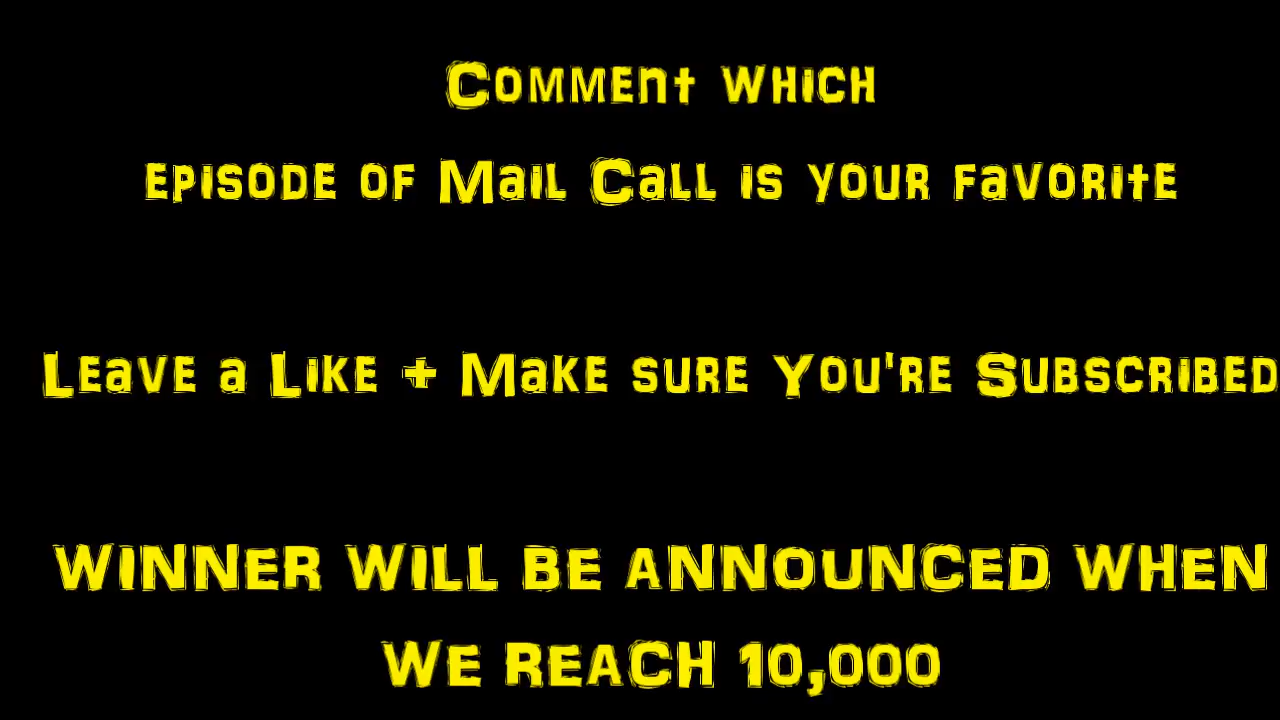 Comment which
episode of Mail Call is your favorite
Leave a Like + Make sure You're Subscribed
WINNER WILL BE ANNOUNCED WHEN
WE REACH 10,000